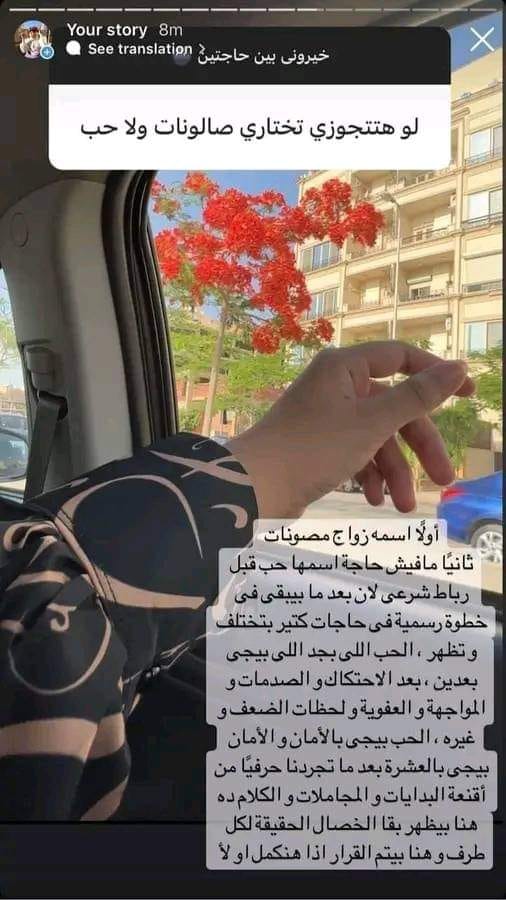 Your story 8m
See translation >
خيرونى بين حاجتين
لو هتتجوزي تختاري صالونات ولا حب
أولًا اسمه زواج مصونات
ثانيًا مافيش حاجة اسمها حب قبل
رباط شرعى لان بعد ما بيبقى فى
خطوة رسمية فى حاجات كتير بتختلف
و تظهر ، الحب اللى بجد اللى بيجى
بعدين ، بعد الاحتكاك و الصدمات و
المواجهة و العفوية و لحظات الضعف و
غيره ، الحب بيجى بالأمان و الأمان
بيجى بالعشرة بعد ما تجردنا حرفيًا من
أقنعة البدايات و المجاملات و الكلام ده
هنا بيظهر بقا الخصال الحقيقة لكل
طرف و هنا بيتم القرار اذا هنكمل او لأ